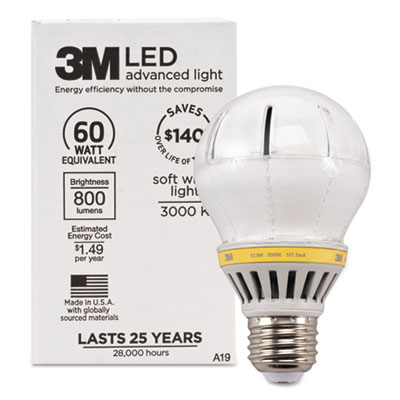 3M LED
advanced light
Energy efficiency without the compromise
60
WATT
EQUIVALENT
SAVES
$140
OVER LIFE OF
soft
light
3000 K
Brightness
800
lumens
Estimated
Energy Cost
$1.49
per year
Made in U.S.A.
with globally
sourced materials
LASTS 25 YEARS
28,000 hours
A19
3M 3000K